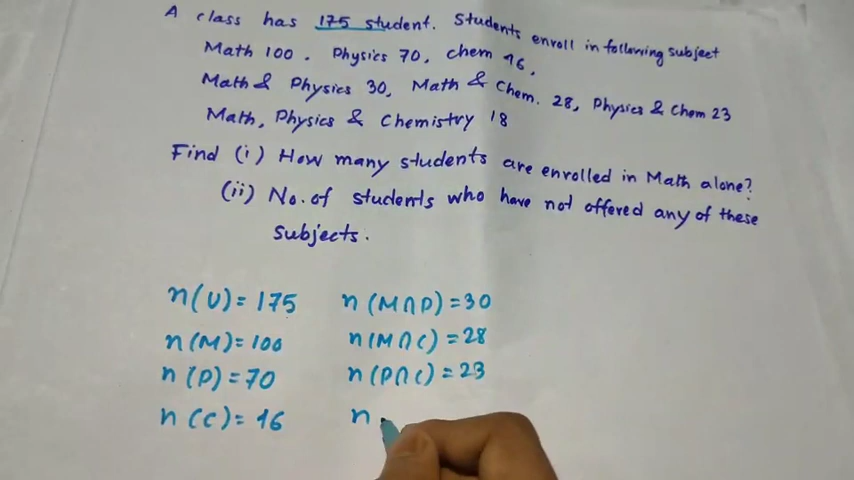 A class has 175 student. Students enroll in following subject
Math 100. Physics 70, chem 16,
Math & Physics 30, Math & Chem. 28, Physics & Chem 23
Math, Physics & Chemistry 18
Find (i) How many students are enrolled in Math alone?
(ii) No. of students who have not offered any of these
subjects.
n(U) = 175 n(M∩P) = 30
n(M) = 100 n(M∩C) = 28
n(P) = 70 n(P∩C) = 23
n(C) = 16 n